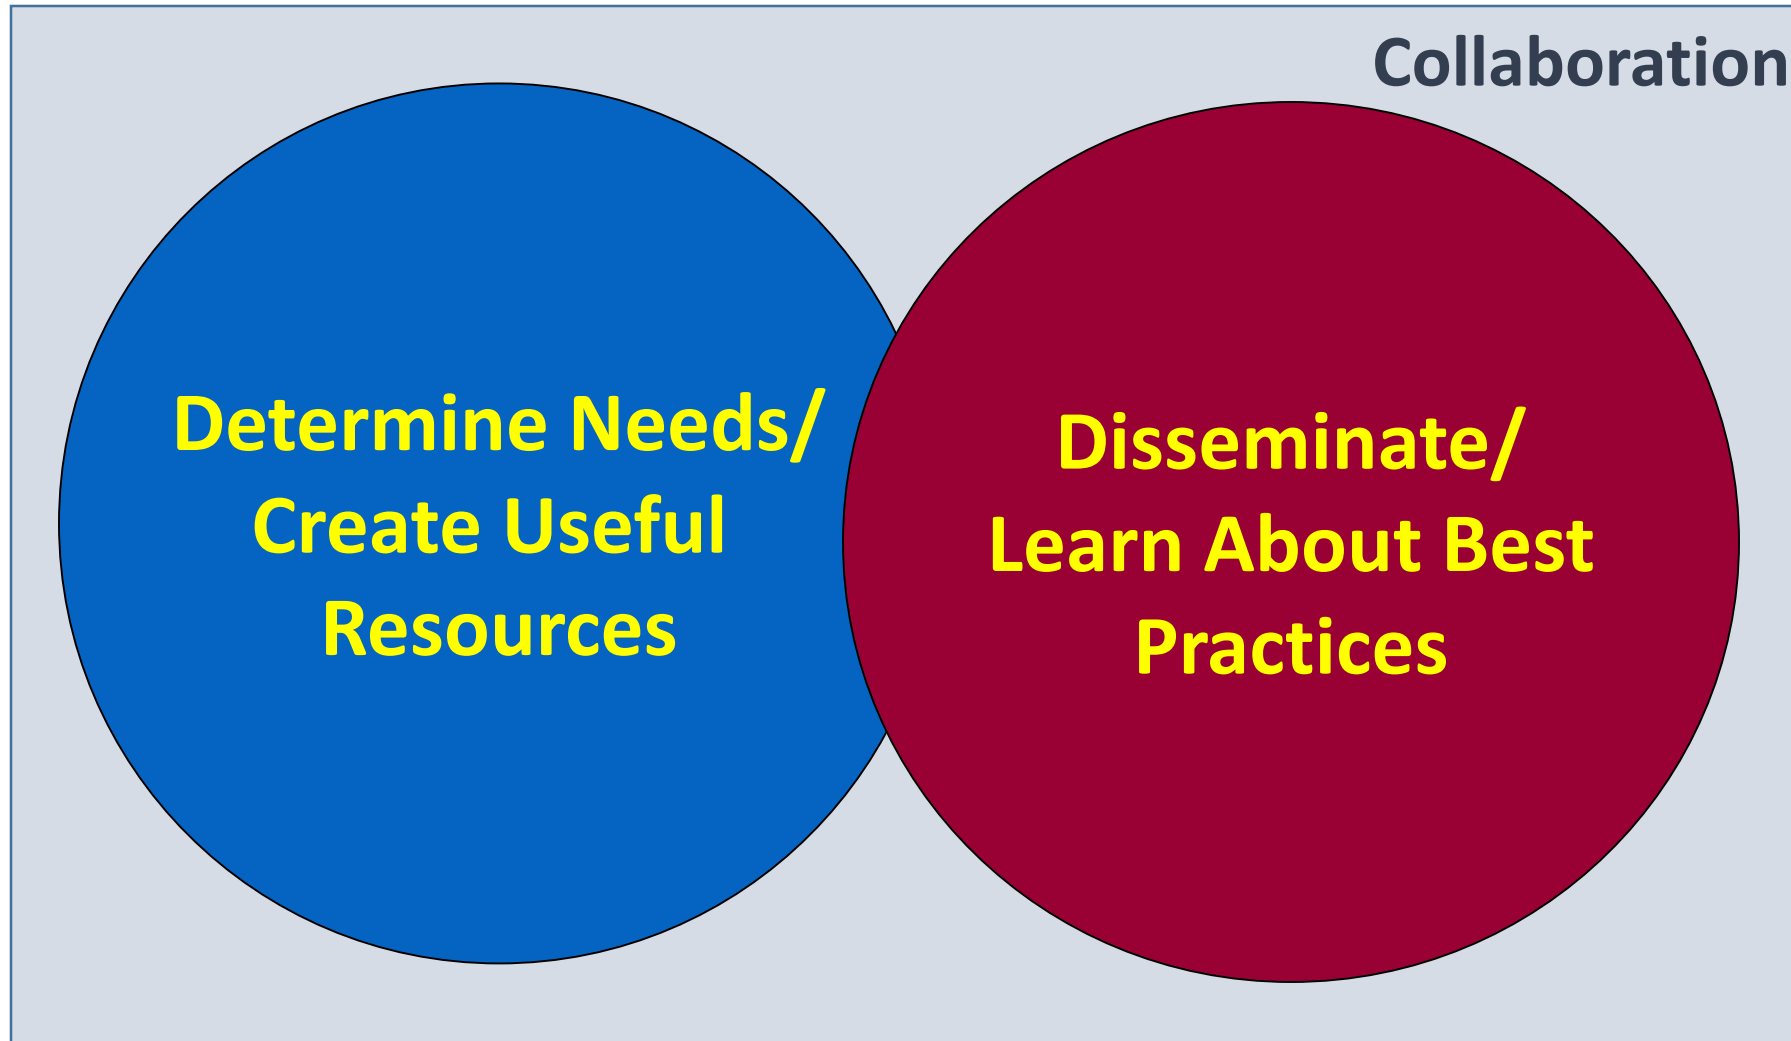 Collaboration
Determine Needs/
Create Useful
Resources
Disseminate/
Learn About Best
Practices